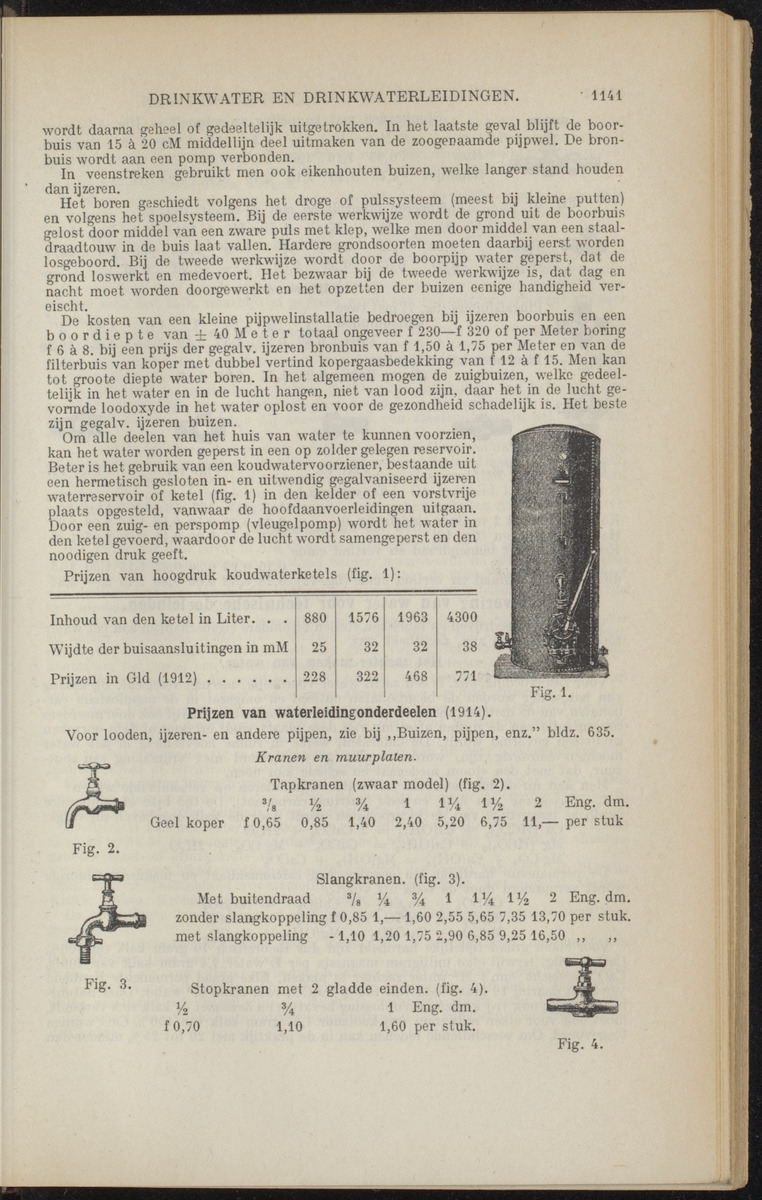 DRINKWATER EN DRINKWATERLEIDINGEN. 1141
wordt daarna geheel of gedeeltelijk uitgetrokken. In het laatste geval blijft de boor-
buis van 15 à 20 cM middellijn deel uitmaken van de zoogenaamde pijpwel. De bron-
buis wordt aan een pomp verbonden.
In veenstreken gebruikt men ook eikenhouten buizen, welke langer stand houden
dan ijzeren.
Het boren geschiedt volgens het droge of pulssysteem (meest bij kleine putten)
en volgens het spoelsysteem. Bij de eerste werkwijze wordt de grond uit de boorbuis
gelost door middel van een zware puls met klep, welke men door middel van een staal-
draadtouw in de buis laat vallen. Hardere grondsoorten moeten daarbij eerst worden
losgeboord. Bij de tweede werkwijze wordt door de boorpijp water geperst, dat de
grond loswerkt en medevoert. Het bezwaar bij de tweede werkwijze is, dat dag en
nacht moet worden doorgewerkt en het opzetten der buizen eenige handigheid ver-
eischt.
De kosten van een kleine pijpwelinstallatie bedroegen bij ijzeren boorbuis en een
boordiepte van ± 40 Meter totaal ongeveer f 230—f 320 of per Meter boring
f 6 à 8. bij een prijs der gegalv. ijzeren bronbuis van f 1,50 à 1,75 per Meter en van de
filterbuis van koper met dubbel vertind kopergaasbedekking van f 12 à f 15. Men kan
tot groote diepte water boren. In het algemeen mogen de zuigbuizen, welke gedeel-
telijk in het water en in de lucht hangen, niet van lood zijn, daar het in de lucht ge-
vormde loodoxyde in het water oplost en voor de gezondheid schadelijk is. Het beste
zijn gegalv. ijzeren buizen.
Om alle deelen van het huis van water te kunnen voorzien,
kan het water worden geperst in een op zolder gelegen reservoir.
Beter is het gebruik van een koudwatervoorziener, bestaande uit
een hermetisch gesloten in- en uitwendig gegalvaniseerd ijzeren
waterreservoir of ketel (fig. 1) in den kelder of een vorstvrije
plaats opgesteld, vanwaar de hoofdaanvoerleidingen uitgaan.
Door een zuig- en perspomp (vleugelpomp) wordt het water in
den ketel gevoerd, waardoor de lucht wordt samengeperst en den
noodigen druk geeft.
Prijzen van hoogdruk koudwaterketels (fig. 1):
Inhoud van den ketel in Liter. . . 880 1576 1963 4300
Wijdte der buisaansluitingen in mM 25 32 32 38
Prijzen in Gld (1912) . . . . . . 228 322 468 771
Fig. 1.
Prijzen van waterleidingonderdeelen (1914).
Voor looden, ijzeren- en andere pijpen, zie bij ,,Buizen, pijpen, enz." bldz. 635.
Kranen en muurplaten.
Tapkranen (zwaar model) (fig. 2).
³/₈ ½ ¾ 1 1¼ 1½ 2 Eng. dm.
Geel koper f 0,65 0,85 1,40 2,40 5,20 6,75 11,— per stuk
Fig. 2.
Slangkranen. (fig. 3).
Met buitendraad ³/₈ ¼ ¾ 1 1¼ 1½ 2 Eng. dm.
zonder slangkoppeling f 0,85 1,— 1,60 2,55 5,65 7,35 13,70 per stuk.
met slangkoppeling - 1,10 1,20 1,75 2,90 6,85 9,25 16,50 ,, ,,
Fig. 3.
Stopkranen met 2 gladde einden. (fig. 4).
½ ¾ 1 Eng. dm.
f 0,70 1,10 1,60 per stuk.
Fig. 4.